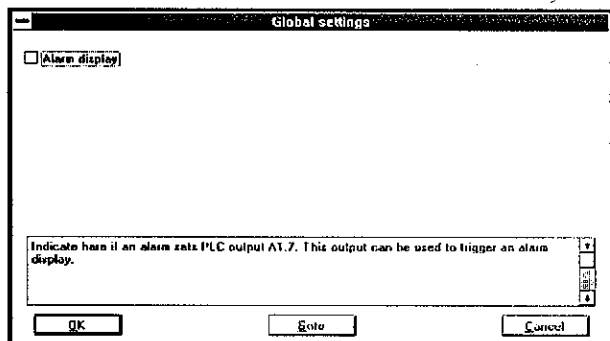 Global settings
Alarm display
Indicate here if an alarm sets PLC output A1.7. This output can be used to trigger an alarm
display.
OK
Goto
Cancel